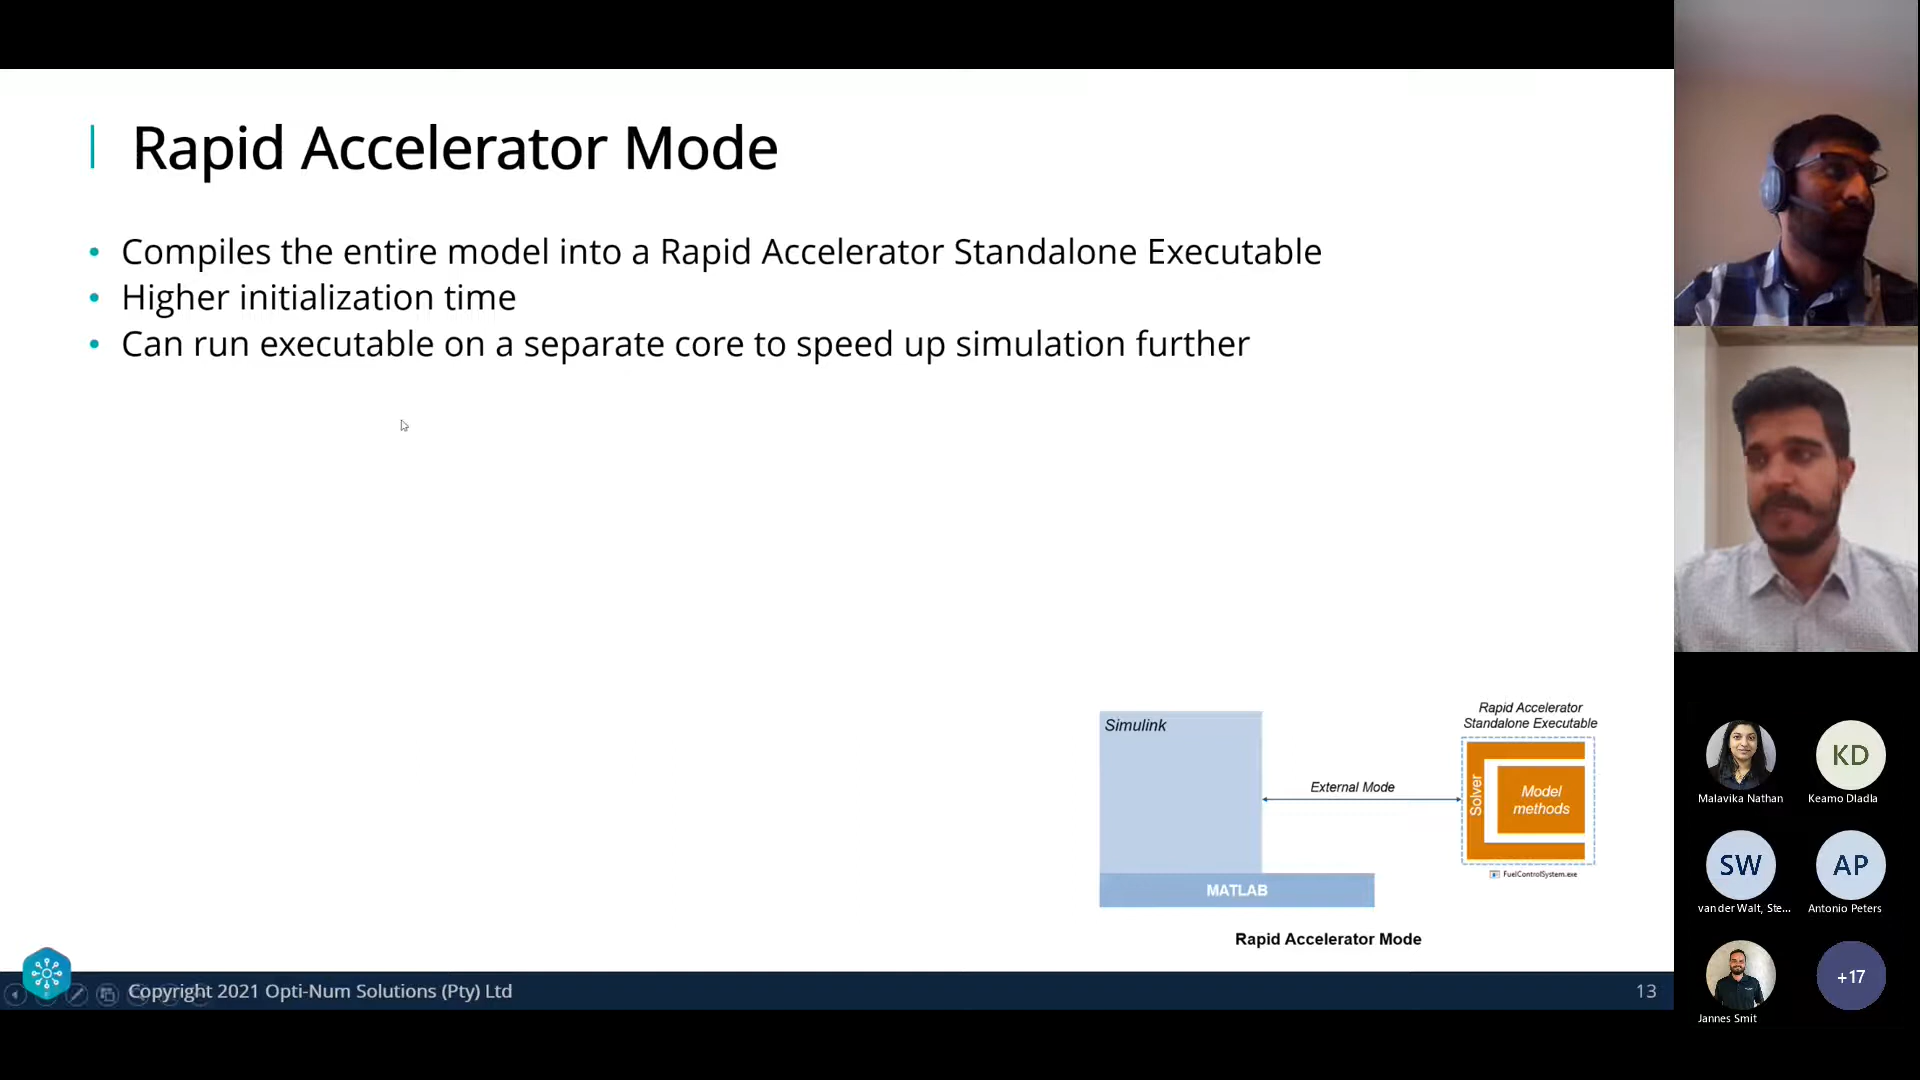 Rapid Accelerator Mode
• Compiles the entire model into a Rapid Accelerator Standalone Executable
• Higher initialization time
• Can run executable on a separate core to speed up simulation further
Rapid Accelerator
Standalone Executable
Simulink
External Mode
Solver
Model
methods
FuelControlSystem.exe
MATLAB
Rapid Accelerator Mode
Copyright 2021 Opti-Num Solutions (Pty) Ltd
13
KD
Malavika Nathan
Keamo Dladla
SW
AP
van der Walt, Ste...
Antonio Peters
+17
Jannes Smit